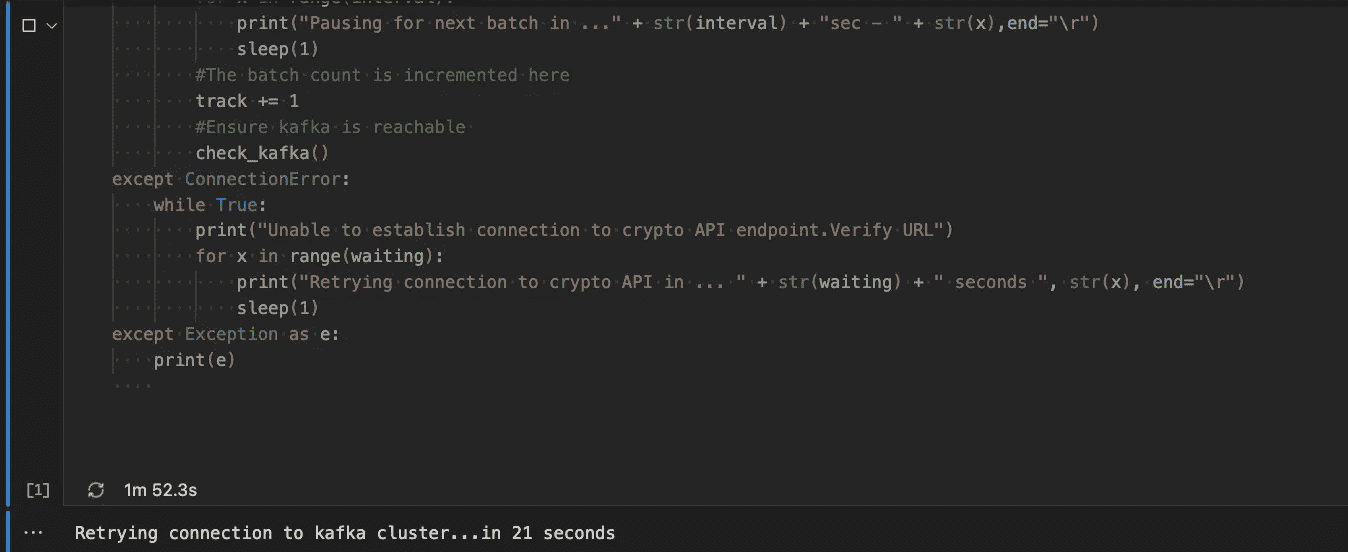 for x in range(interval):
print("Pausing for next batch in ..." + str(interval) + "sec - " + str(x),end="\r")
sleep(1)
#The batch count is incremented here
track += 1
#Ensure kafka is reachable
check_kafka()
except ConnectionError:
while True:
print("Unable to establish connection to crypto API endpoint.Verify URL")
for x in range(waiting):
print("Retrying connection to crypto API in ... " + str(waiting) + " seconds ", str(x), end="\r")
sleep(1)
except Exception as e:
print(e)
[1] 1m 52.3s
... Retrying connection to kafka cluster...in 21 seconds